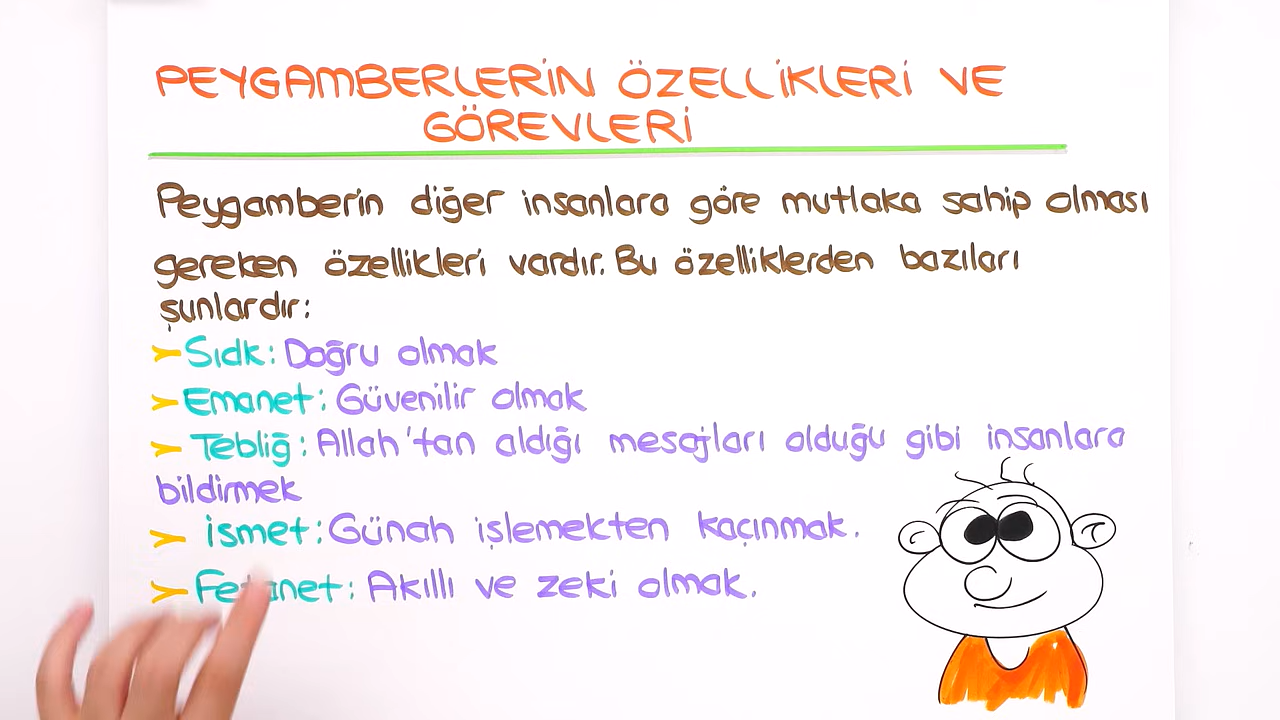 PEYGAMBERLERİN ÖZELLİKLERİ VE
GÖREVLERİ
Peygamberin diğer insanlara göre mutlaka sahip olması
gereken özellikleri vardır. Bu özelliklerden bazıları
şunlardır:
➤ Sıdk: Doğru olmak
➤ Emanet: Güvenilir olmak
➤ Tebliğ: Allah'tan aldığı mesajları olduğu gibi insanlara
bildirmek
➤ İsmet: Günah işlemekten kaçınmak.
➤ Fetanet: Akıllı ve zeki olmak.